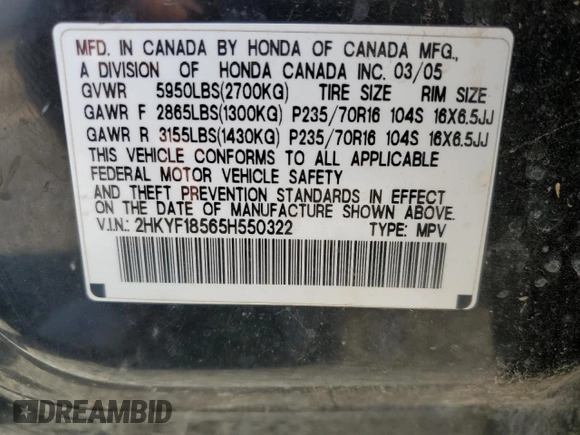 MFD. IN CANADA BY HONDA OF CANADA MFG.,
A DIVISION OF HONDA CANADA INC. 03/05
GVWR 5950LBS(2700KG) TIRE SIZE RIM SIZE
GAWR F 2865LBS(1300KG) P235/70R16 104S 16X6.5JJ
GAWR R 3155LBS(1430KG) P235/70R16 104S 16X6.5JJ
THIS VEHICLE CONFORMS TO ALL APPLICABLE
FEDERAL MOTOR VEHICLE SAFETY
AND THEFT PREVENTION STANDARDS IN EFFECT
ON THE DATE OF MANUFACTURE SHOWN ABOVE.
V.I.N.: 2HKYF18565H550322 TYPE: MPV
DREAMBID